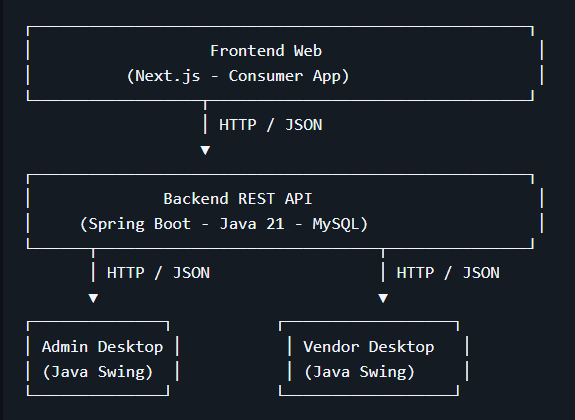 Frontend Web
(Next.js - Consumer App)
HTTP / JSON
Backend REST API
(Spring Boot - Java 21 - MySQL)
HTTP / JSON HTTP / JSON
Admin Desktop Vendor Desktop
(Java Swing) (Java Swing)